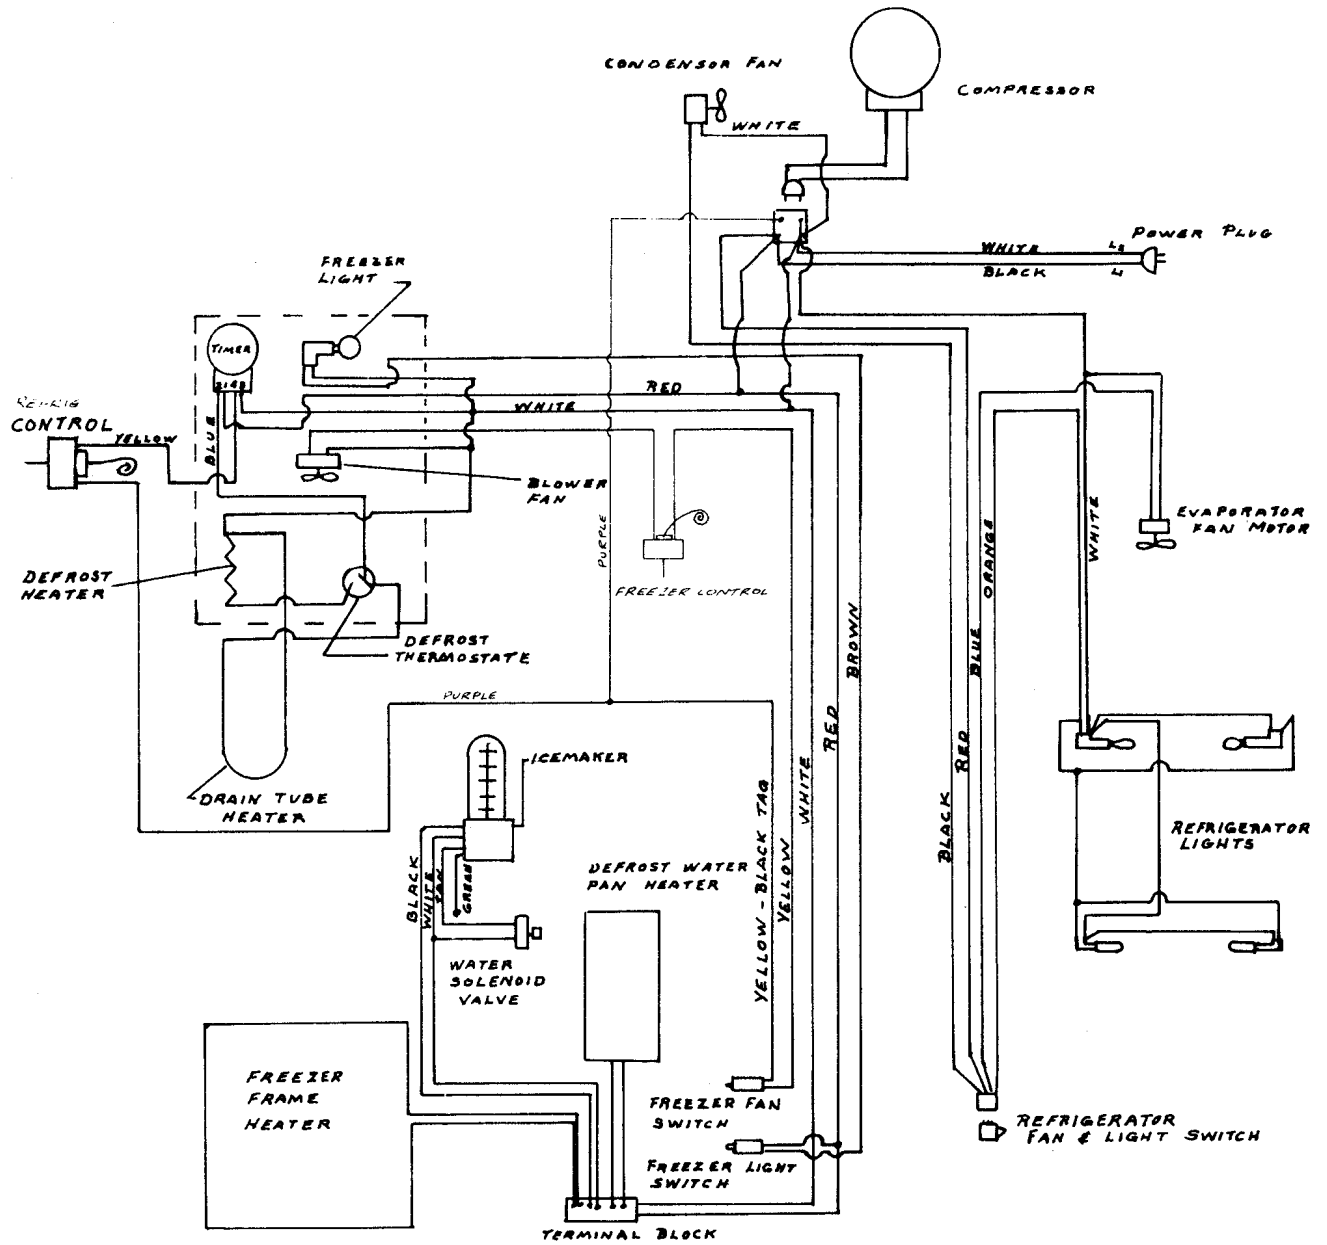 CONDENSOR FAN
COMPRESSOR
WHITE
POWER PLUG
WHITE
L2
BLACK
L1
FREEZER
LIGHT
TIMER
REFRIG
CONTROL
YELLOW
BLUE
RED
WHITE
BLOWER
FAN
PURPLE
FREEZER CONTROL
DEFROST
HEATER
DEFROST
THERMOSTATE
ORANGE
WHITE
EVAPORATOR
FAN MOTOR
BROWN
BLUE
PURPLE
RED
RED
ICEMAKER
DRAIN TUBE
HEATER
WHITE
YELLOW-BLACK TAG
YELLOW
BLACK
REFRIGERATOR
LIGHTS
BLACK
WHITE
TAN
GREEN
DEFROST WATER
PAN HEATER
WATER
SOLENOID
VALVE
FREEZER
FRAME
HEATER
FREEZER FAN
SWITCH
FREEZER LIGHT
SWITCH
REFRIGERATOR
FAN & LIGHT SWITCH
TERMINAL BLOCK